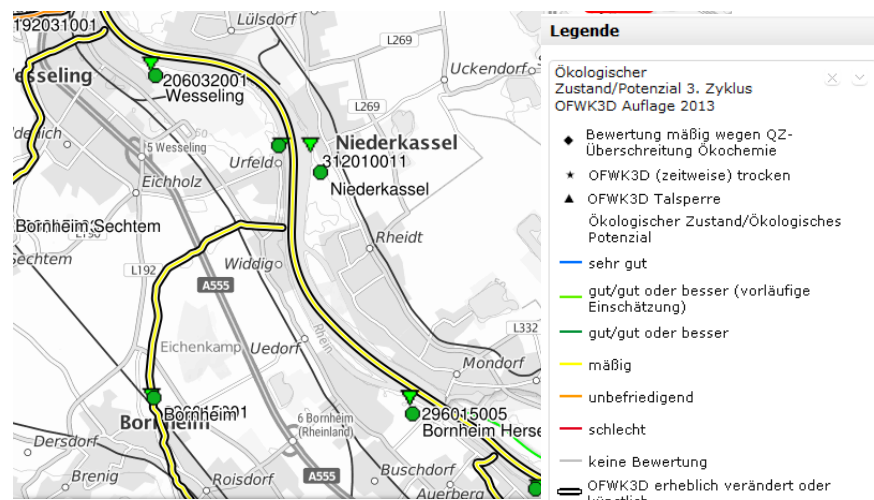 192031001
Lülsdorf
L269
Uckendorf
esseling
206032001
Wesseling
L269
5 Wesseling
Niederkassel
Urfeld
312010011
Eichholz
Niederkassel
Bornheim Sechtem
L190
Rheidt
Sechtem
L192
Widdig
A555
Rhein
L332
Eichenkamp
Uedorf
Mondorf
Bornheim
296015005
6 Bornheim
(Rheinland)
Bornheim Herse
Dersdorf
Brenig
Roisdorf
A555
Buschdorf
Auerberg
Legende
Ökologischer
Zustand/Potenzial 3. Zyklus
OFWK3D Auflage 2013
Bewertung mäßig wegen QZ-
Überschreitung Ökochemie
OFWK3D (zeitweise) trocken
OFWK3D Talsperre
Ökologischer Zustand/Ökologisches
Potenzial
sehr gut
gut/gut oder besser (vorläufige
Einschätzung)
gut/gut oder besser
mäßig
unbefriedigend
schlecht
keine Bewertung
OFWK3D erheblich verändert oder
künstlich